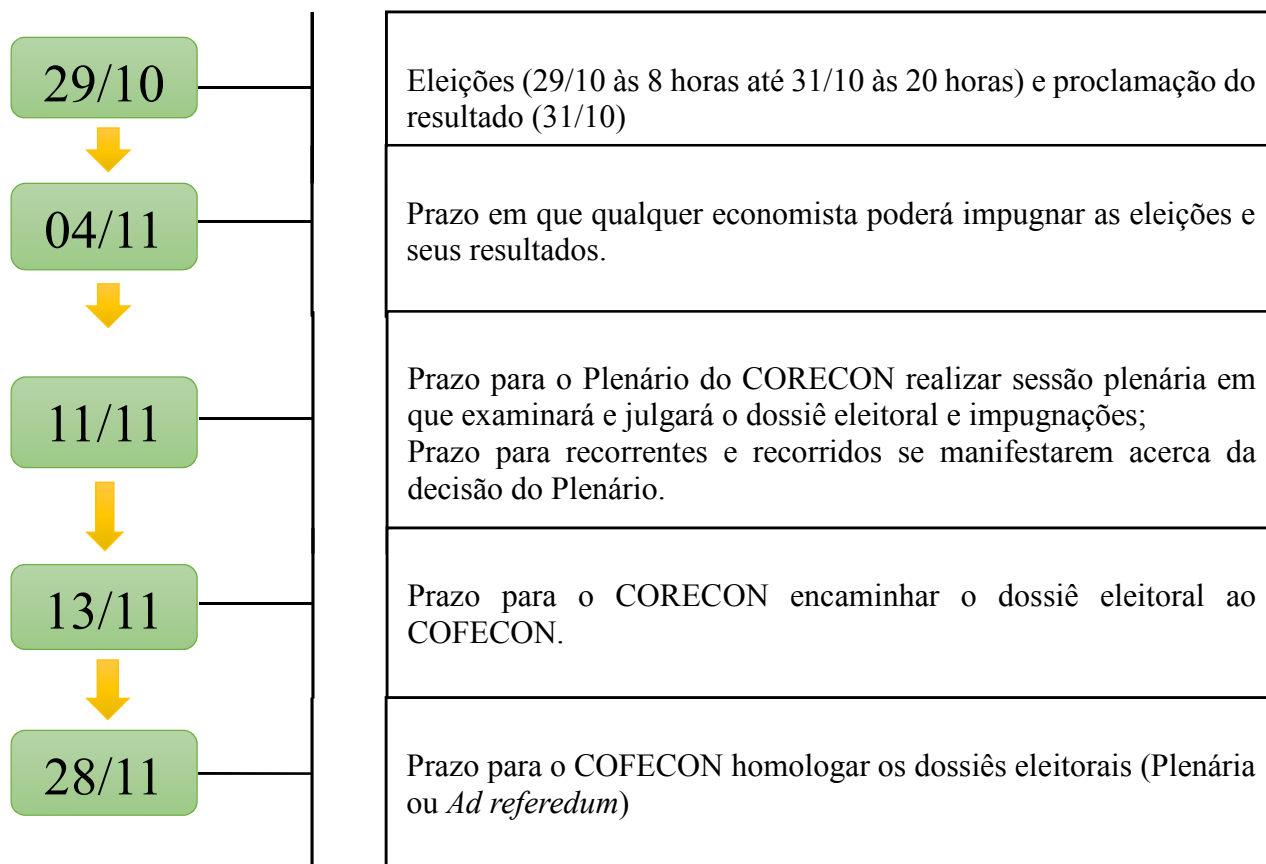 29/10
Eleições (29/10 às 8 horas até 31/10 às 20 horas) e proclamação do
resultado (31/10)
04/11
Prazo em que qualquer economista poderá impugnar as eleições e
seus resultados.
11/11
Prazo para o Plenário do CORECON realizar sessão plenária em
que examinará e julgará o dossiê eleitoral e impugnações;
Prazo para recorrentes e recorridos se manifestarem acerca da
decisão do Plenário.
13/11
Prazo para o CORECON encaminhar o dossiê eleitoral ao
COFECON.
28/11
Prazo para o COFECON homologar os dossiês eleitorais (Plenária
ou Ad referedum)